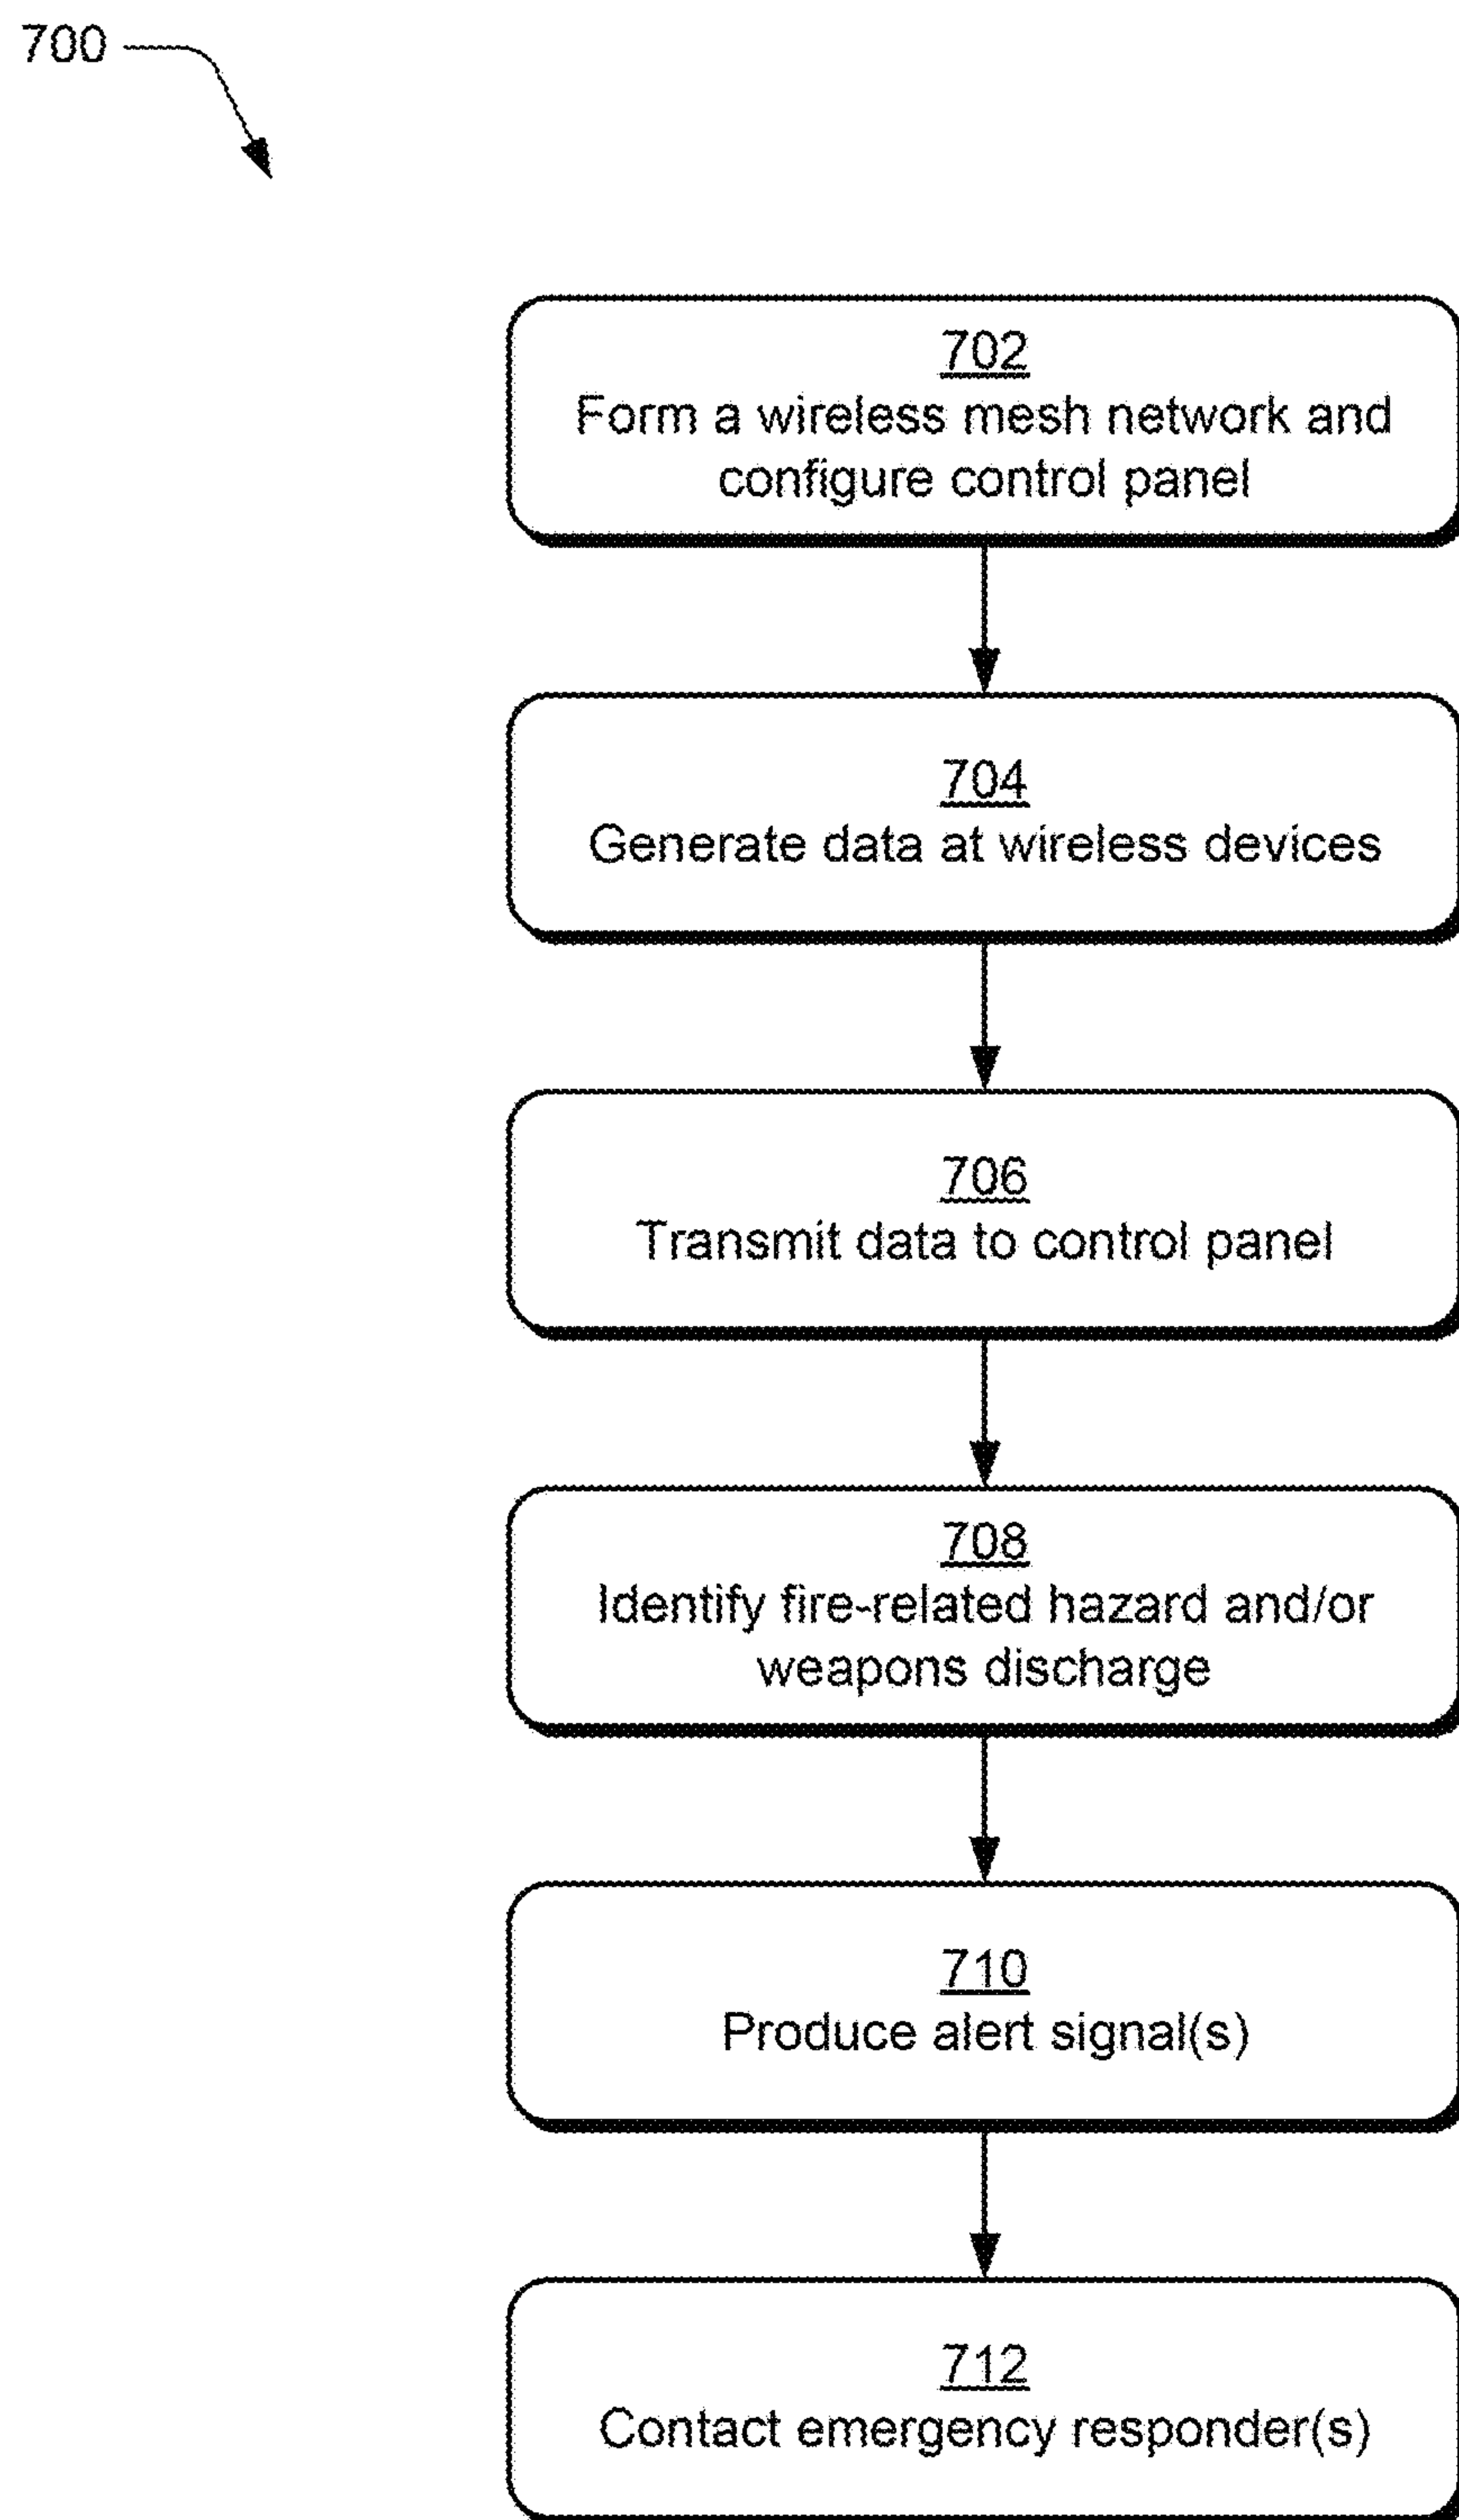 700
702
Form a wireless mesh network and
configure control panel
704
Generate data at wireless devices
706
Transmit data to control panel
708
Identify fire-related hazard and/or
weapons discharge
710
Produce alert signal(s)
712
Contact emergency responder(s)